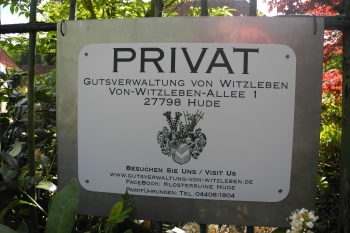 PRIVAT
GUTSVERWALTUNG VON WITZLEBEN
VON-WITZLEBEN-ALLEE 1
27798 HUDE
BESUCHEN SIE UNS / VISIT US
WWW.GUTSVERWALTUNG-VON-WITZLEBEN.DE
FACEBOOK: KLOSTERRUINE HUDE
PARKFÜHRUNGEN: TEL. 04408/1804